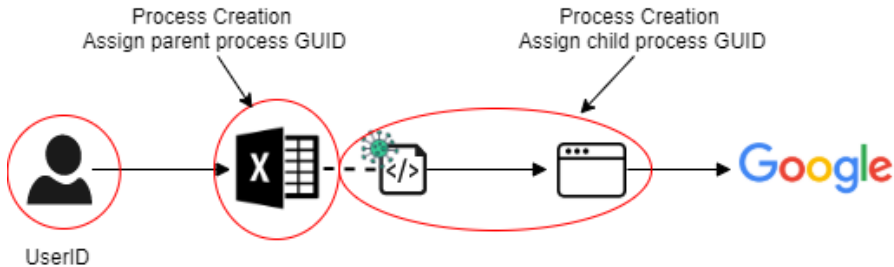 Process Creation
Assign parent process GUID
Process Creation
Assign child process GUID
X
</>
Google
UserID